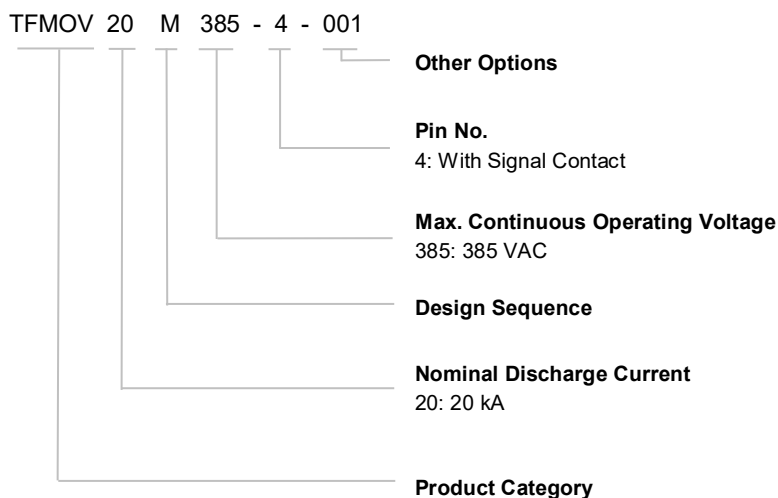 TFMOV 20 M 385 - 4 - 001
Other Options
Pin No.
4: With Signal Contact
Max. Continuous Operating Voltage
385: 385 VAC
Design Sequence
Nominal Discharge Current
20: 20 kA
Product Category